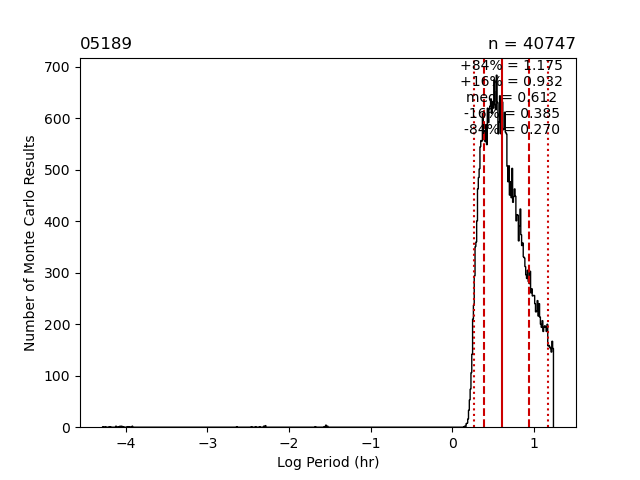 05189
n = 40747
+84% = 1.175
+16% = 0.932
med = 0.612
-16% = 0.385
-84% = 0.270
700
600
500
400
300
200
100
0
Number of Monte Carlo Results
−4
−3
−2
−1
0
1
Log Period (hr)